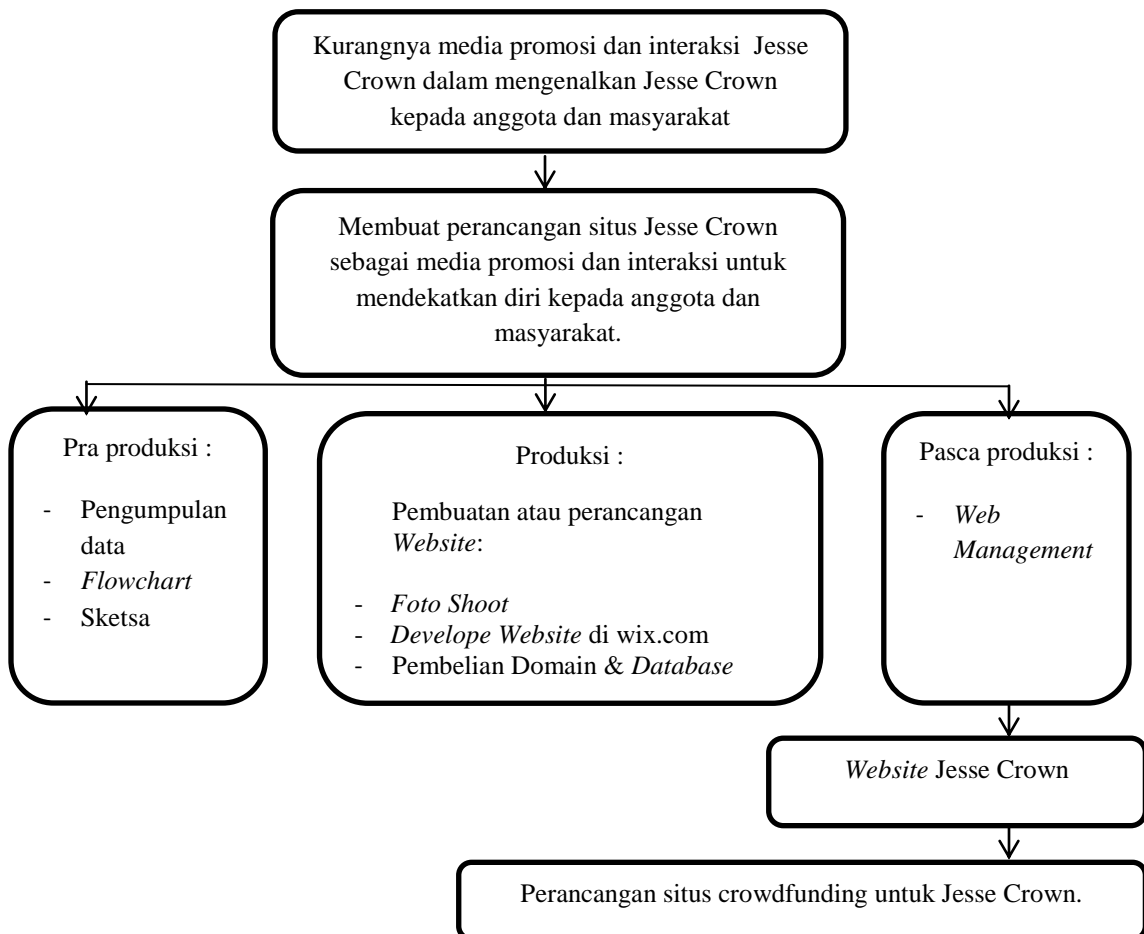 Kurangnya media promosi dan interaksi Jesse
Crown dalam mengenalkan Jesse Crown
kepada anggota dan masyarakat
Membuat perancangan situs Jesse Crown
sebagai media promosi dan interaksi untuk
mendekatkan diri kepada anggota dan
masyarakat.
Pra produksi :
- Pengumpulan
data
- Flowchart
- Sketsa
Produksi :
Pembuatan atau perancangan
Website:
- Foto Shoot
- Develope Website di wix.com
- Pembelian Domain & Database
Pasca produksi :
- Web
Management
Website Jesse Crown
Perancangan situs crowdfunding untuk Jesse Crown.